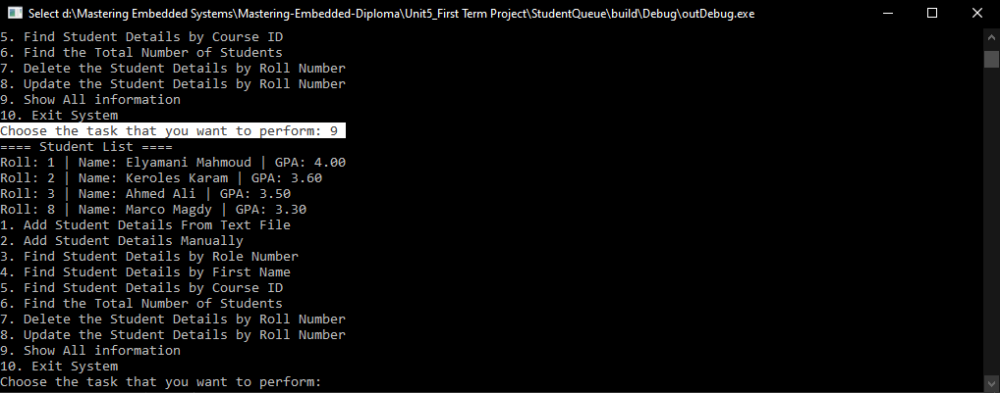 Select d:\Mastering Embedded Systems\Mastering-Embedded-Diploma\Unit5_First Term Project\StudentQueue\build\Debug\outDebug.exe
5. Find Student Details by Course ID
6. Find the Total Number of Students
7. Delete the Student Details by Roll Number
8. Update the Student Details by Roll Number
9. Show All information
10. Exit System
Choose the task that you want to perform: 9
==== Student List ====
Roll: 1 | Name: Elyamani Mahmoud | GPA: 4.00
Roll: 2 | Name: Keroles Karam | GPA: 3.60
Roll: 3 | Name: Ahmed Ali | GPA: 3.50
Roll: 8 | Name: Marco Magdy | GPA: 3.30
1. Add Student Details From Text File
2. Add Student Details Manually
3. Find Student Details by Role Number
4. Find Student Details by First Name
5. Find Student Details by Course ID
6. Find the Total Number of Students
7. Delete the Student Details by Roll Number
8. Update the Student Details by Roll Number
9. Show All information
10. Exit System
Choose the task that you want to perform: